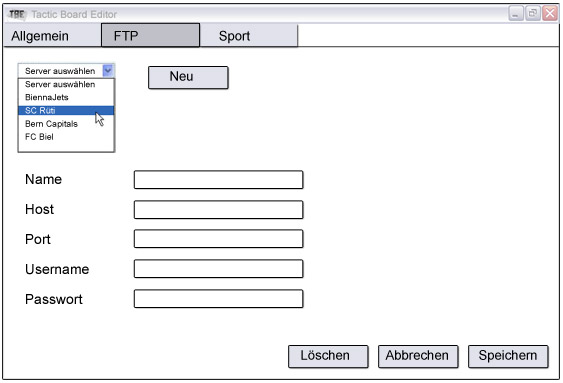 TBE Tactic Board Editor
Allgemein FTP Sport
Server auswählen Neu
Server auswählen
BiennaJets
SC Rüti
Bern Capitals
FC Biel
Name
Host
Port
Username
Passwort
Löschen Abbrechen Speichern